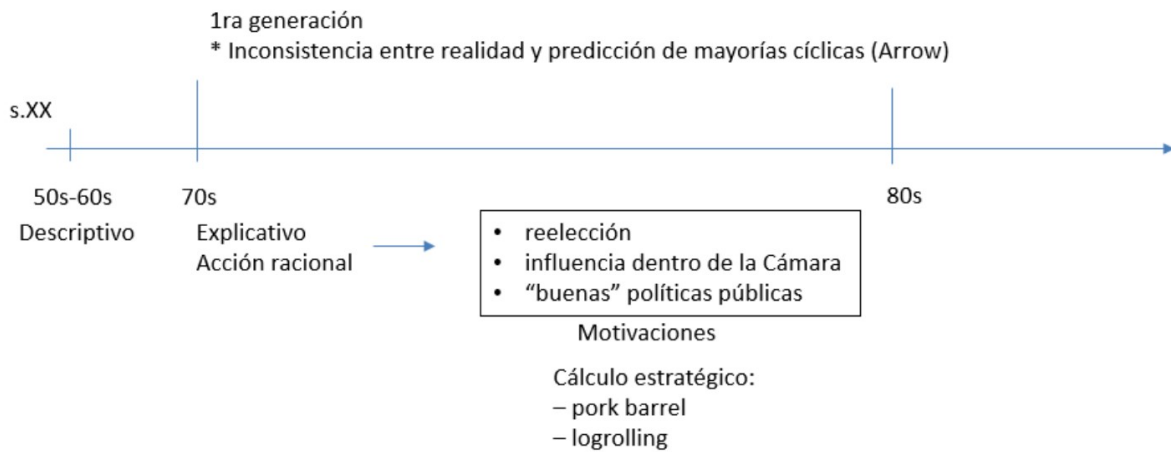 1ra generación
* Inconsistencia entre realidad y predicción de mayorías cíclicas (Arrow)
s.XX
50s-60s
Descriptivo
70s
Explicativo
Acción racional
• reelección
• influencia dentro de la Cámara
• “buenas” políticas públicas
Motivaciones
Cálculo estratégico:
– pork barrel
– logrolling
80s